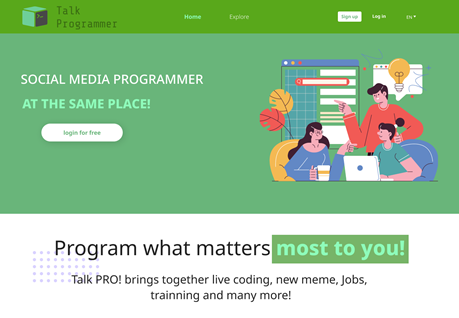 Talk
Programmer
Home
Explore
Sign up
Log in
EN
SOCIAL MEDIA PROGRAMMER
AT THE SAME PLACE!
login for free
Program what matters most to you!
Talk PRO! brings together live coding, new meme, Jobs,
trainning and many more!